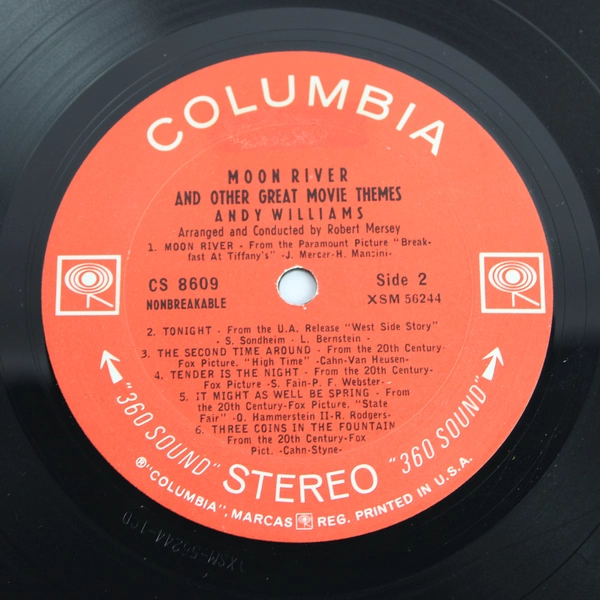 COLUMBIA
MOON RIVER
AND OTHER GREAT MOVIE THEMES
ANDY WILLIAMS
Arranged and Conducted by Robert Mersey
1. MOON RIVER - From the Paramount Picture "Break-
fast At Tiffany's" -J. Mercer-H. Mancini-
CS 8609
Side 2
NONBREAKABLE
XSM 56244
2. TONIGHT - From the U.A. Release "West Side Story"
- S. Sondheim - L. Bernstein -
3. THE SECOND TIME AROUND - From the 20th Century-
Fox Picture, "High Time" -Cahn-Van Heusen-
4. TENDER IS THE NIGHT - From the 20th Century-
Fox Picture -S. Fain-P. F. Webster-
5. IT MIGHT AS WELL BE SPRING - From
the 20th Century-Fox Picture. "State
Fair" -O. Hammerstein II-R. Rodgers-
6. THREE COINS IN THE FOUNTAIN
From the 20th Century-Fox
Pict. -Cahn-Styne-
"360 SOUND" STEREO "360 SOUND"
® "COLUMBIA", MARCAS REG. PRINTED IN U.S.A.